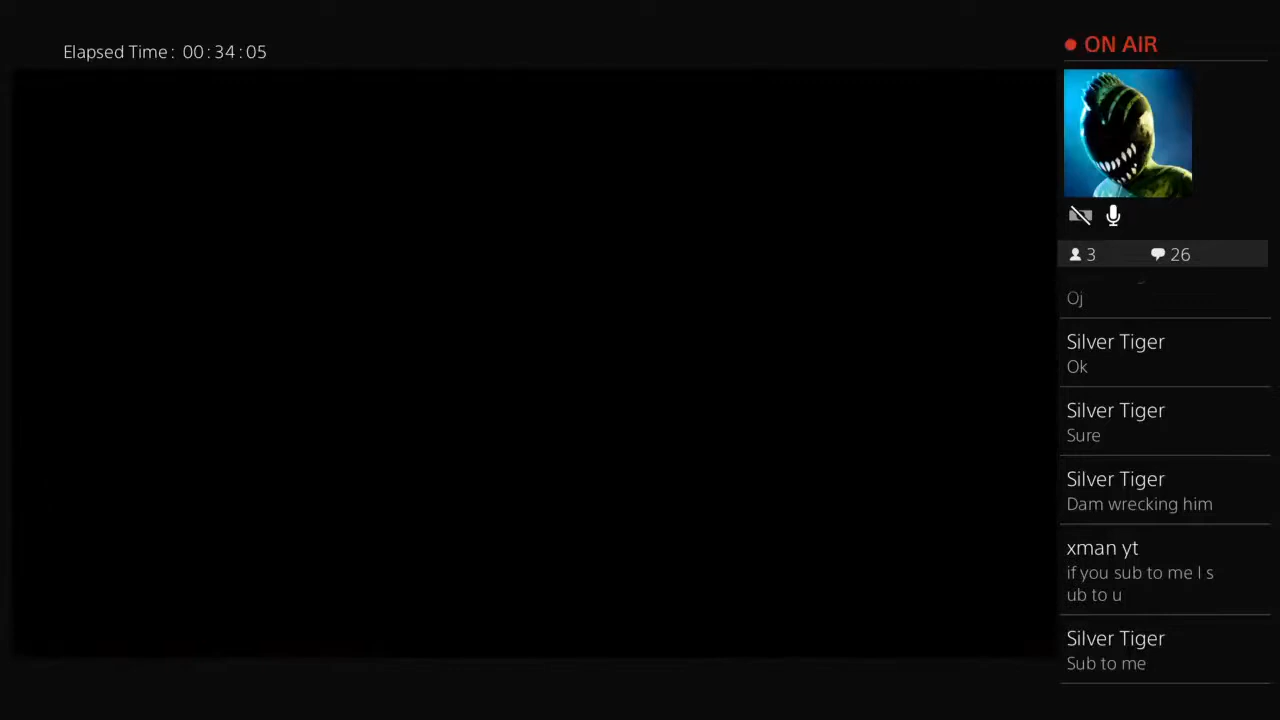 Elapsed Time: 00:34:05
ON AIR
3 26
Oj
Silver Tiger
Ok
Silver Tiger
Sure
Silver Tiger
Dam wrecking him
xman yt
if you sub to me I s
ub to u
Silver Tiger
Sub to me